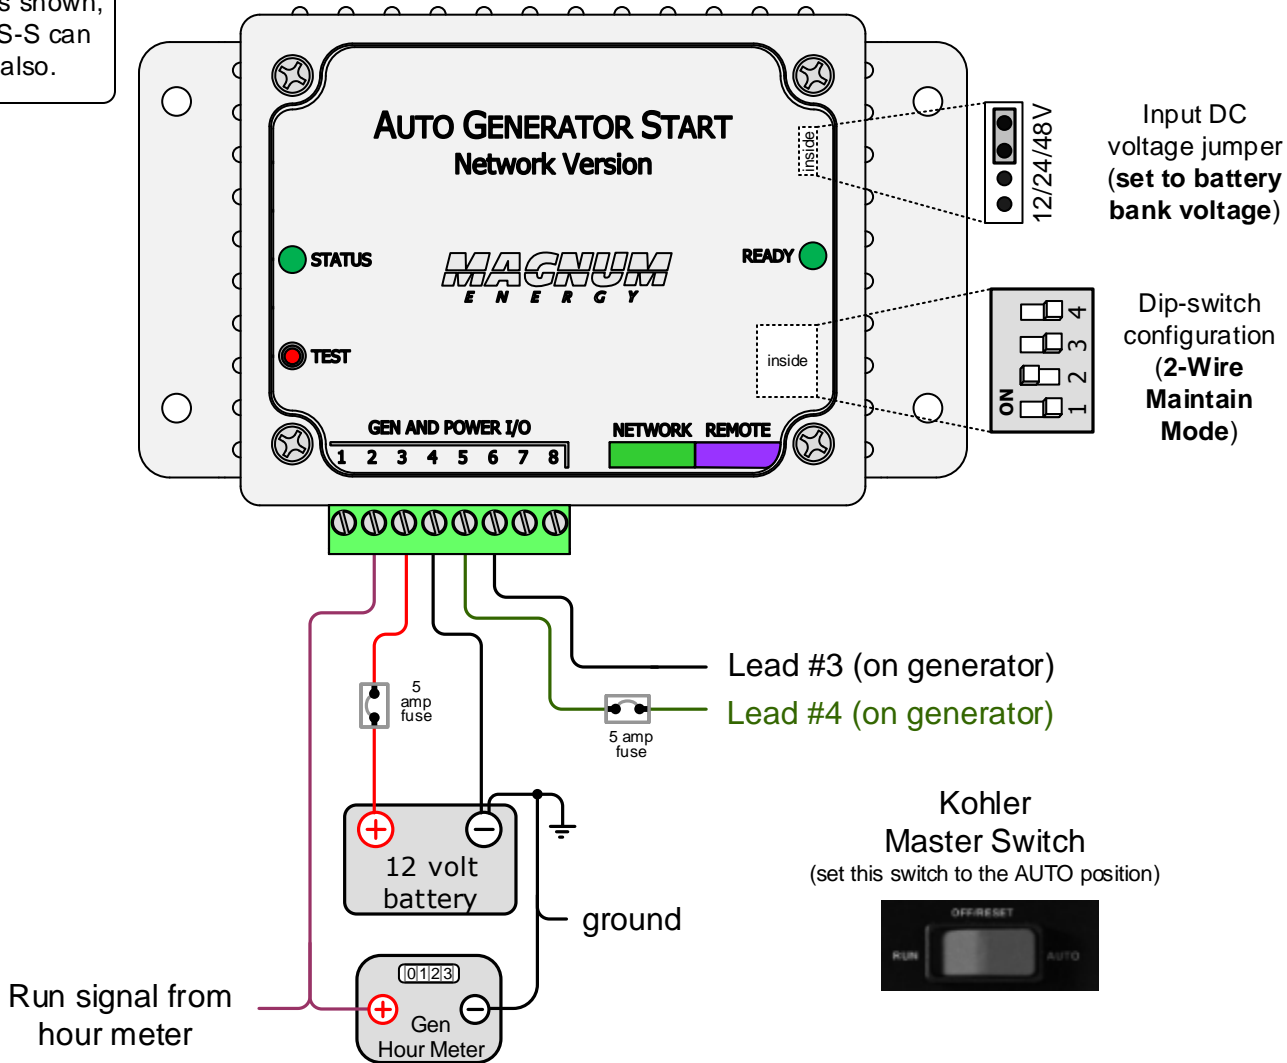 s shown,
S-S can
also.
AUTO GENERATOR START
Network Version
inside
12/24/48V
Input DC
voltage jumper
(set to battery
bank voltage)
STATUS
MAGNUM
ENERGY
READY
TEST
inside
ON
1 2 3 4
Dip-switch
configuration
(2-Wire
Maintain
Mode)
GEN AND POWER I/O
1 2 3 4 5 6 7 8
NETWORK REMOTE
5
amp
fuse
Lead #3 (on generator)
Lead #4 (on generator)
5 amp
fuse
12 volt
battery
ground
Kohler
Master Switch
(set this switch to the AUTO position)
OFF/RESET
RUN
AUTO
Run signal from
hour meter
0123
Gen
Hour Meter